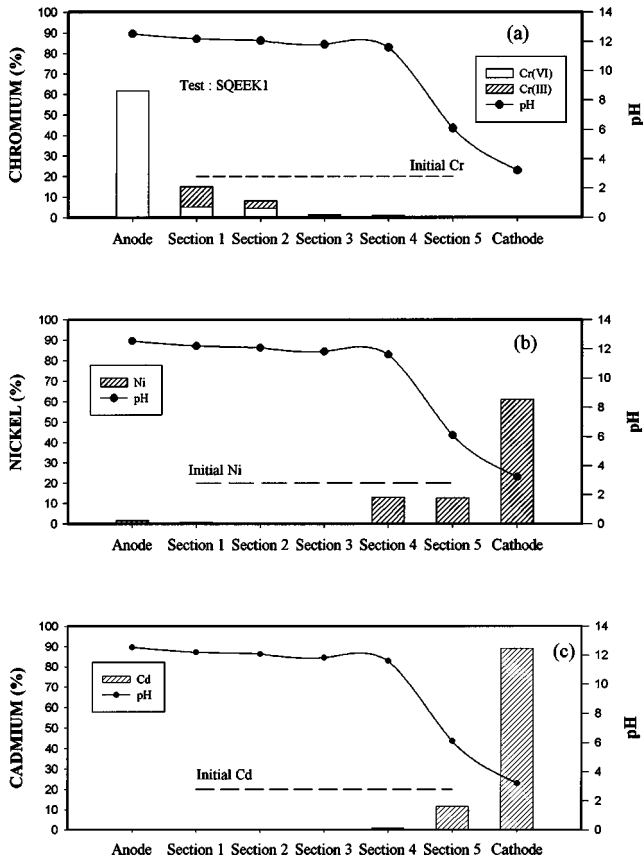 (a)
CHROMIUM (%)
100
90
80
70
60
50
40
30
20
10
0
Test : SQEEK1
Cr(VI)
Cr(III)
pH
Initial Cr
14
12
10
8
6
4
2
0
pH
Anode Section 1 Section 2 Section 3 Section 4 Section 5 Cathode
(b)
NICKEL (%)
100
90
80
70
60
50
40
30
20
10
0
Ni
pH
Initial Ni
14
12
10
8
6
4
2
0
pH
Anode Section 1 Section 2 Section 3 Section 4 Section 5 Cathode
(c)
CADMIUM (%)
100
90
80
70
60
50
40
30
20
10
0
Cd
pH
Initial Cd
14
12
10
8
6
4
2
0
pH
Anode Section 1 Section 2 Section 3 Section 4 Section 5 Cathode